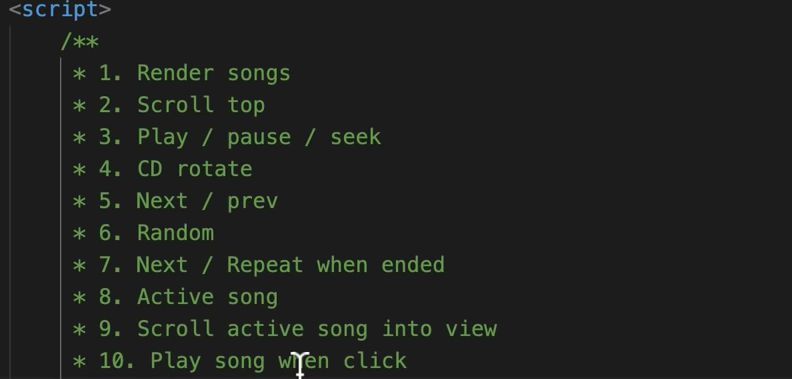 <script>
/**
* 1. Render songs
* 2. Scroll top
* 3. Play / pause / seek
* 4. CD rotate
* 5. Next / prev
* 6. Random
* 7. Next / Repeat when ended
* 8. Active song
* 9. Scroll active song into view
* 10. Play song when click